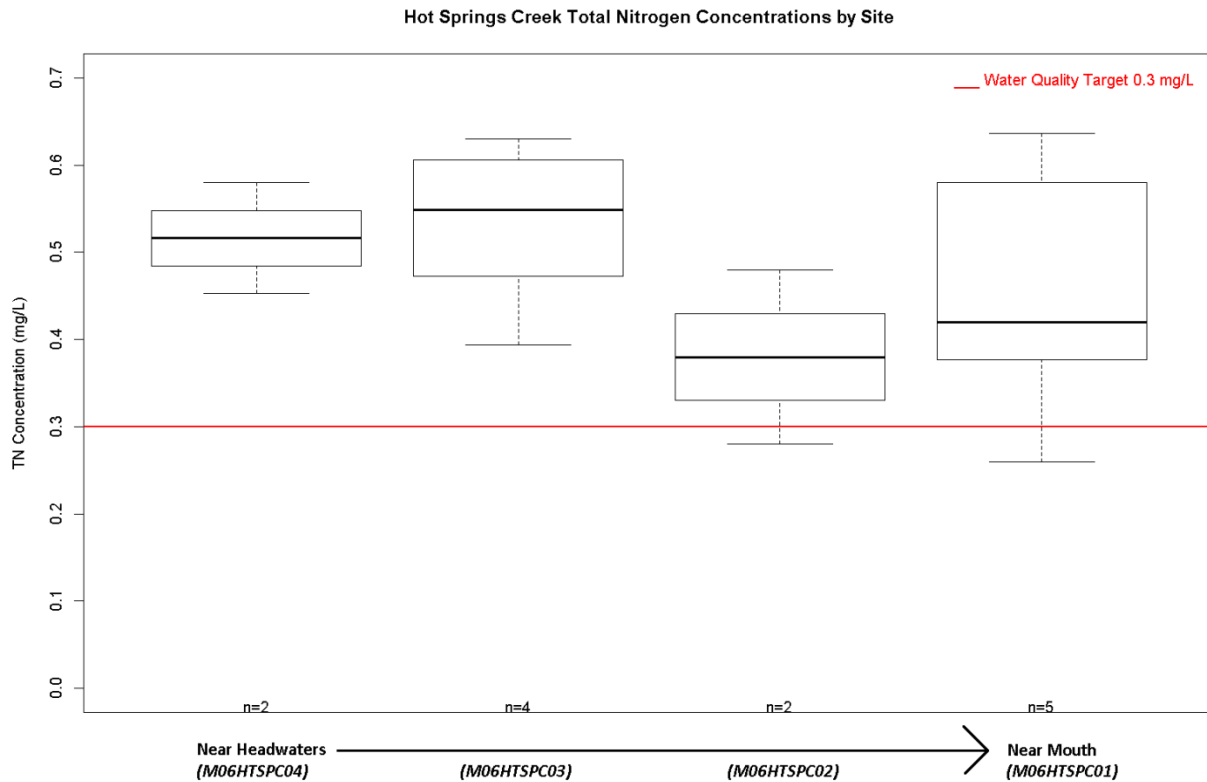 Hot Springs Creek Total Nitrogen Concentrations by Site
Water Quality Target 0.3 mg/L
TN Concentration (mg/L)
0.7
0.6
0.5
0.4
0.3
0.2
0.1
0.0
n=2 n=4 n=2 n=5
Near Headwaters Near Mouth
(M06HTSPC04) (M06HTSPC03) (M06HTSPC02) (M06HTSPC01)